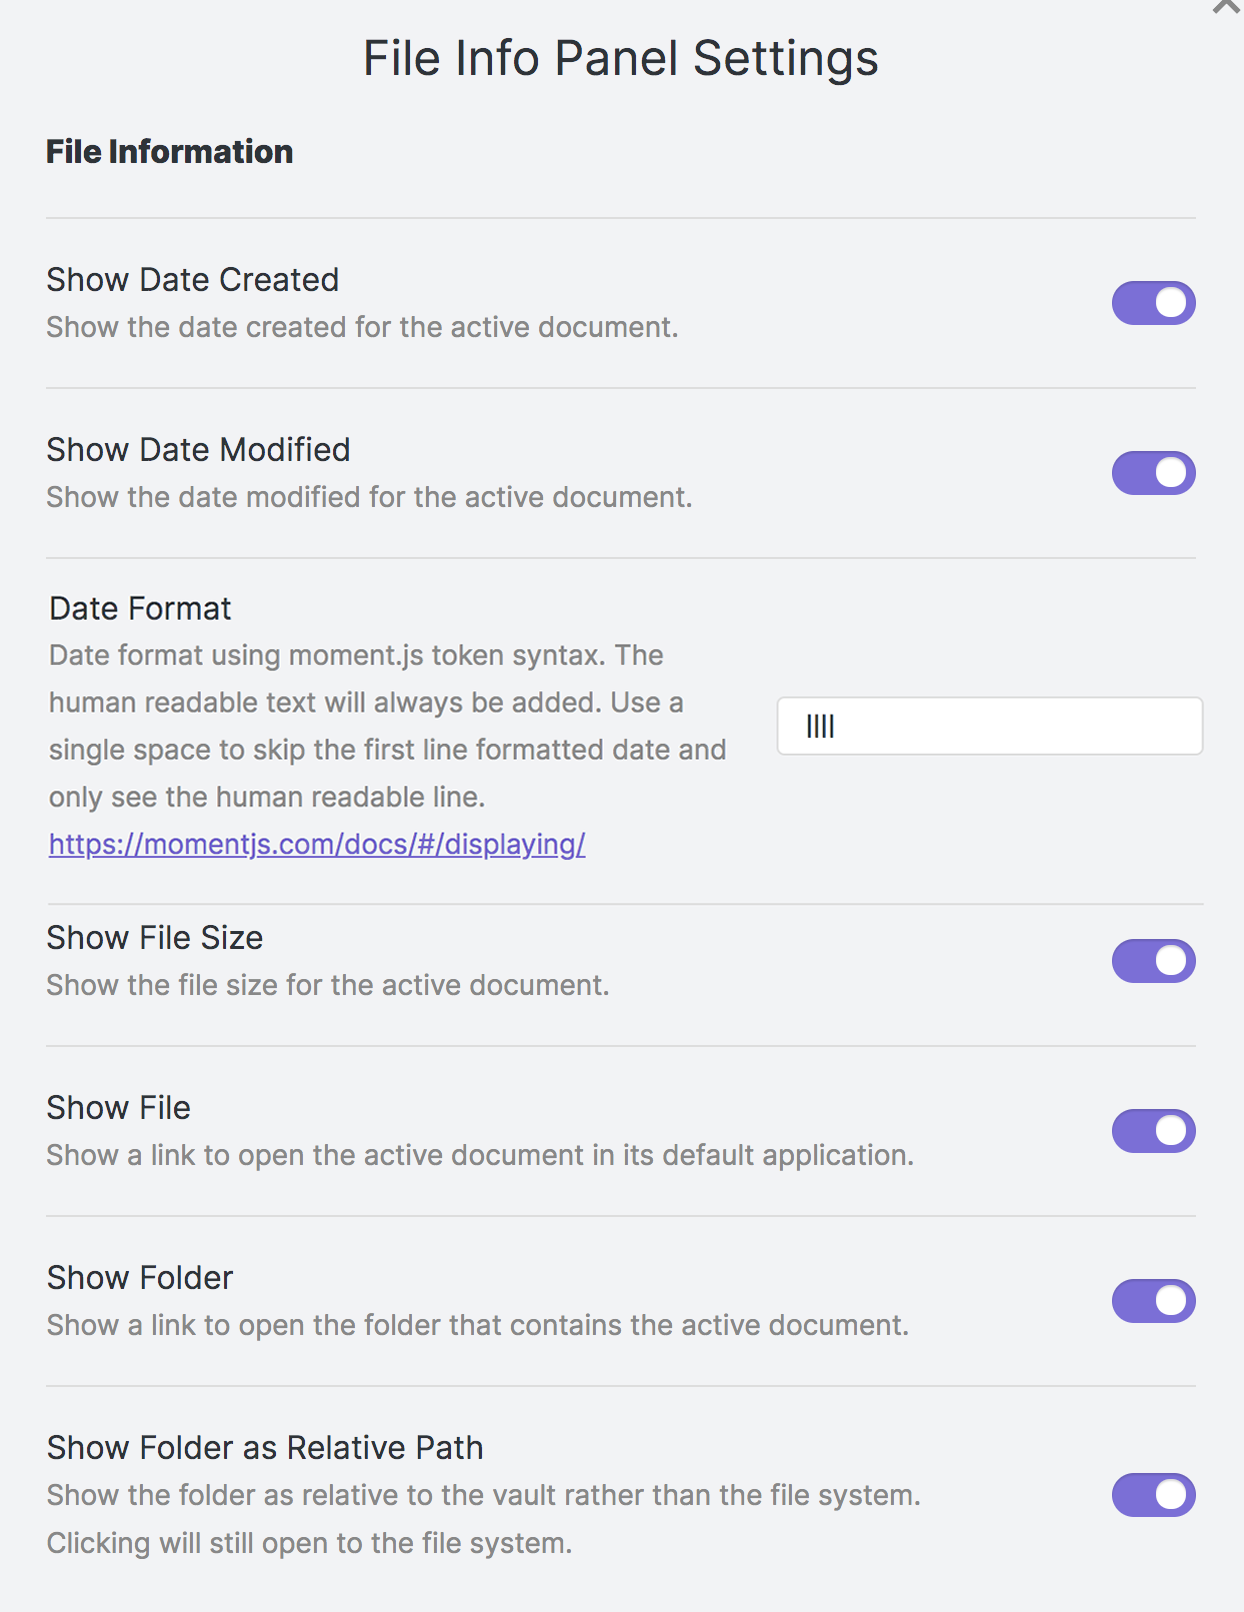 File Info Panel Settings
File Information
Show Date Created
Show the date created for the active document.
Show Date Modified
Show the date modified for the active document.
Date Format
Date format using moment.js token syntax. The
human readable text will always be added. Use a
single space to skip the first line formatted date and
only see the human readable line.
https://momentjs.com/docs/#/displaying/
llll
Show File Size
Show the file size for the active document.
Show File
Show a link to open the active document in its default application.
Show Folder
Show a link to open the folder that contains the active document.
Show Folder as Relative Path
Show the folder as relative to the vault rather than the file system.
Clicking will still open to the file system.